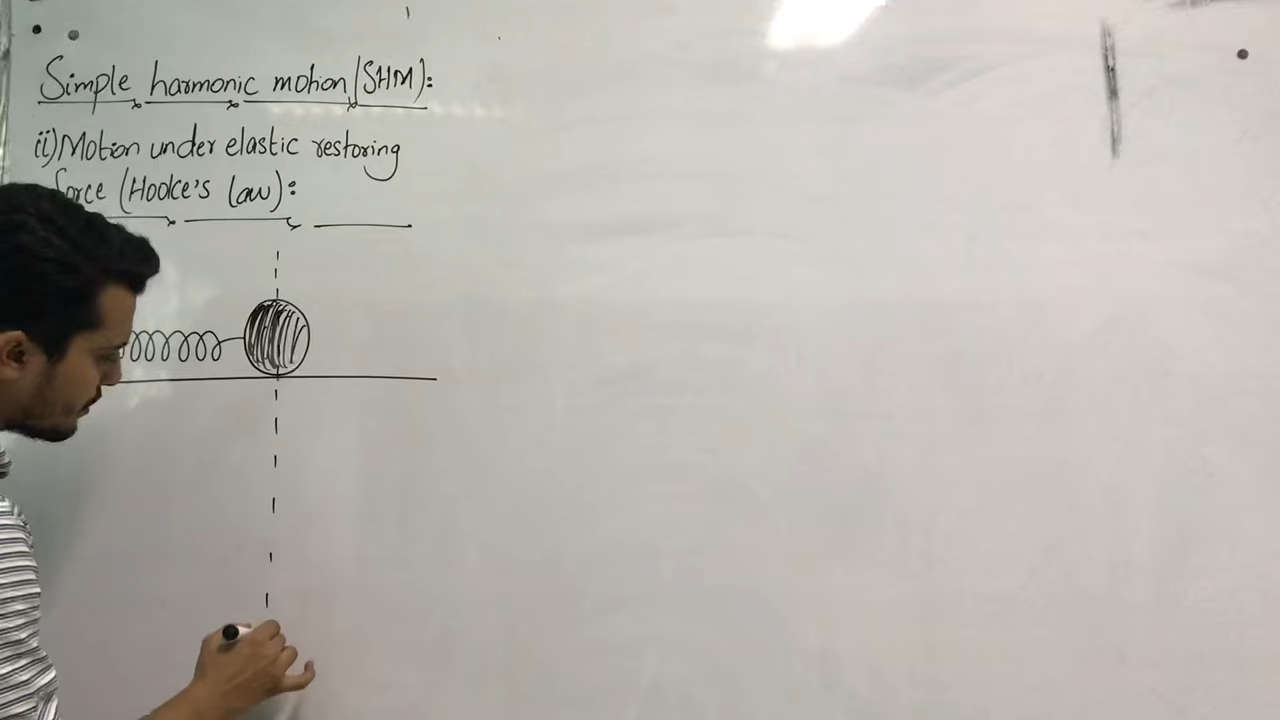 Simple harmonic motion (SHM):
ii) Motion under elastic restoring
force (Hooke's law):